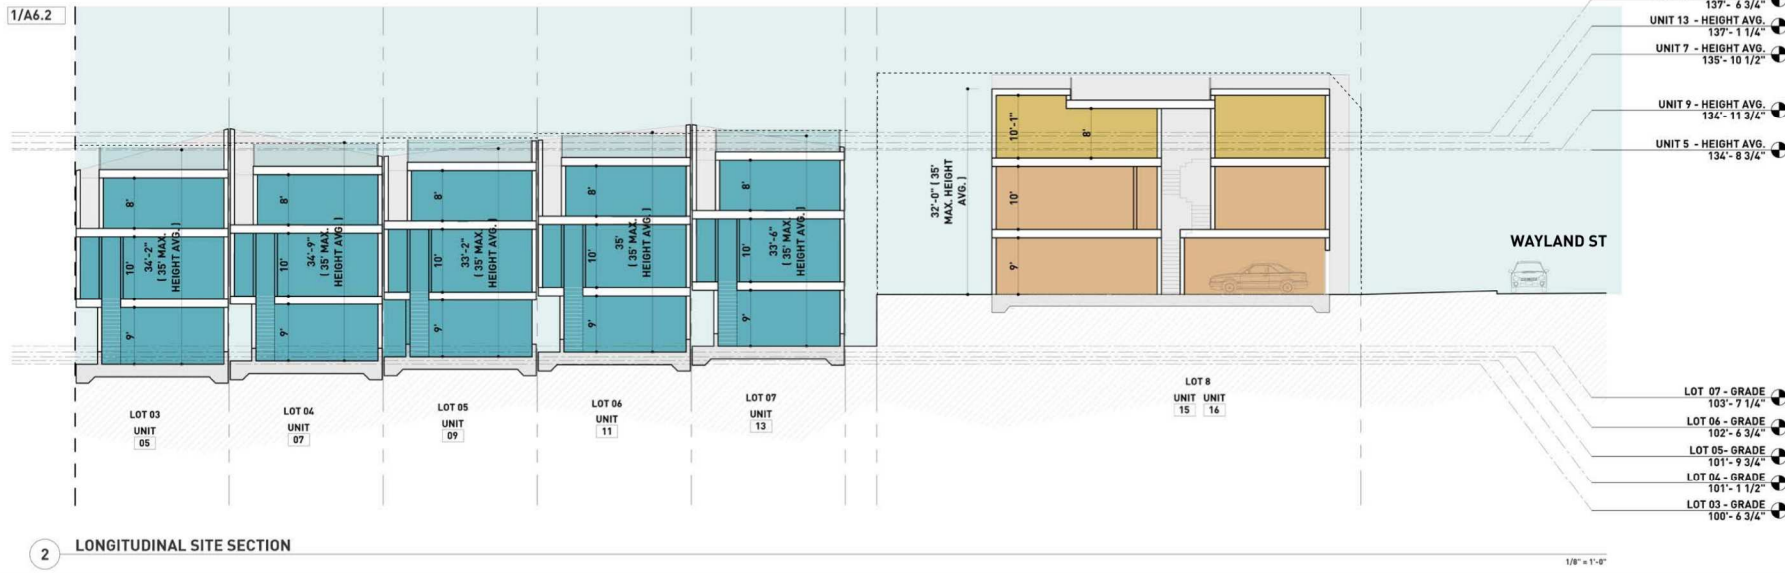 1/A6.2
137'- 6 3/4"
UNIT 13 - HEIGHT AVG.
137'- 1 1/4"
UNIT 7 - HEIGHT AVG.
135'- 10 1/2"
UNIT 9 - HEIGHT AVG.
134'- 11 3/4"
UNIT 5 - HEIGHT AVG.
134'- 8 3/4"
8'
10'
9'
34'-2"
( 35' MAX.
HEIGHT AVG. )
8'
10'
9'
34'-9"
( 35' MAX.
HEIGHT AVG. )
8'
10'
9'
33'-2"
( 35' MAX.
HEIGHT AVG. )
8'
10'
9'
35'
( 35' MAX.
HEIGHT AVG. )
8'
10'
9'
33'-6"
( 35' MAX.
HEIGHT AVG. )
32'-0" ( 35'
MAX. HEIGHT
AVG. )
10'-1"
8'
10'
9'
WAYLAND ST
LOT 03
UNIT
05
LOT 04
UNIT
07
LOT 05
UNIT
09
LOT 06
UNIT
11
LOT 07
UNIT
13
LOT 8
UNIT UNIT
15 16
LOT 07 - GRADE
103'- 7 1/4"
LOT 06 - GRADE
102'- 6 3/4"
LOT 05- GRADE
101'- 9 3/4"
LOT 04 - GRADE
101'- 1 1/2"
LOT 03 - GRADE
100'- 6 3/4"
2 LONGITUDINAL SITE SECTION
1/8" = 1'-0"